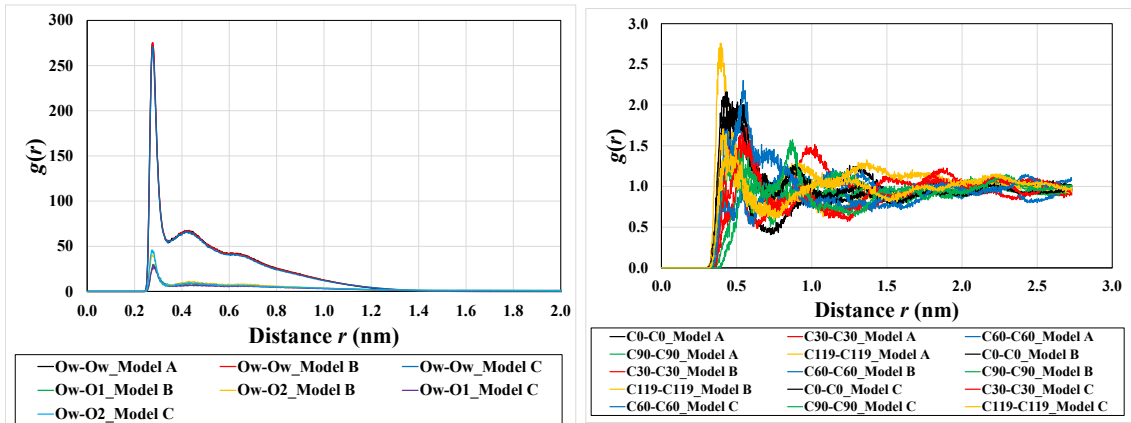 300
250
200
150
100
50
0
g(r)
0.0 0.2 0.4 0.6 0.8 1.0 1.2 1.4 1.6 1.8 2.0
Distance r (nm)
Ow-Ow_Model A Ow-Ow_Model B Ow-Ow_Model C
Ow-O1_Model B Ow-O2_Model B Ow-O1_Model C
Ow-O2_Model C
3.0
2.5
2.0
1.5
1.0
0.5
0.0
g(r)
0.0 0.5 1.0 1.5 2.0 2.5 3.0
Distance r (nm)
C0-C0_Model A C30-C30_Model A C60-C60_Model A
C90-C90_Model A C119-C119_Model A C0-C0_Model B
C30-C30_Model B C60-C60_Model B C90-C90_Model B
C119-C119_Model B C0-C0_Model C C30-C30_Model C
C60-C60_Model C C90-C90_Model C C119-C119_Model C